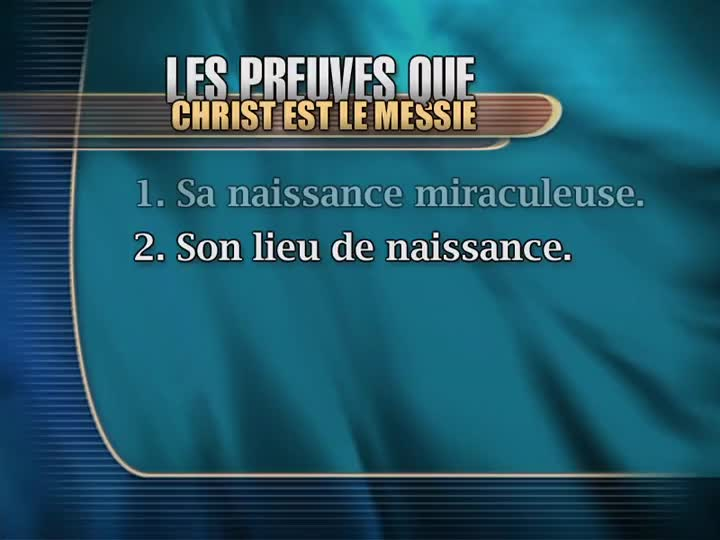 LES PREUVES QUE
CHRIST EST LE MESSIE
1. Sa naissance miraculeuse.
2. Son lieu de naissance.